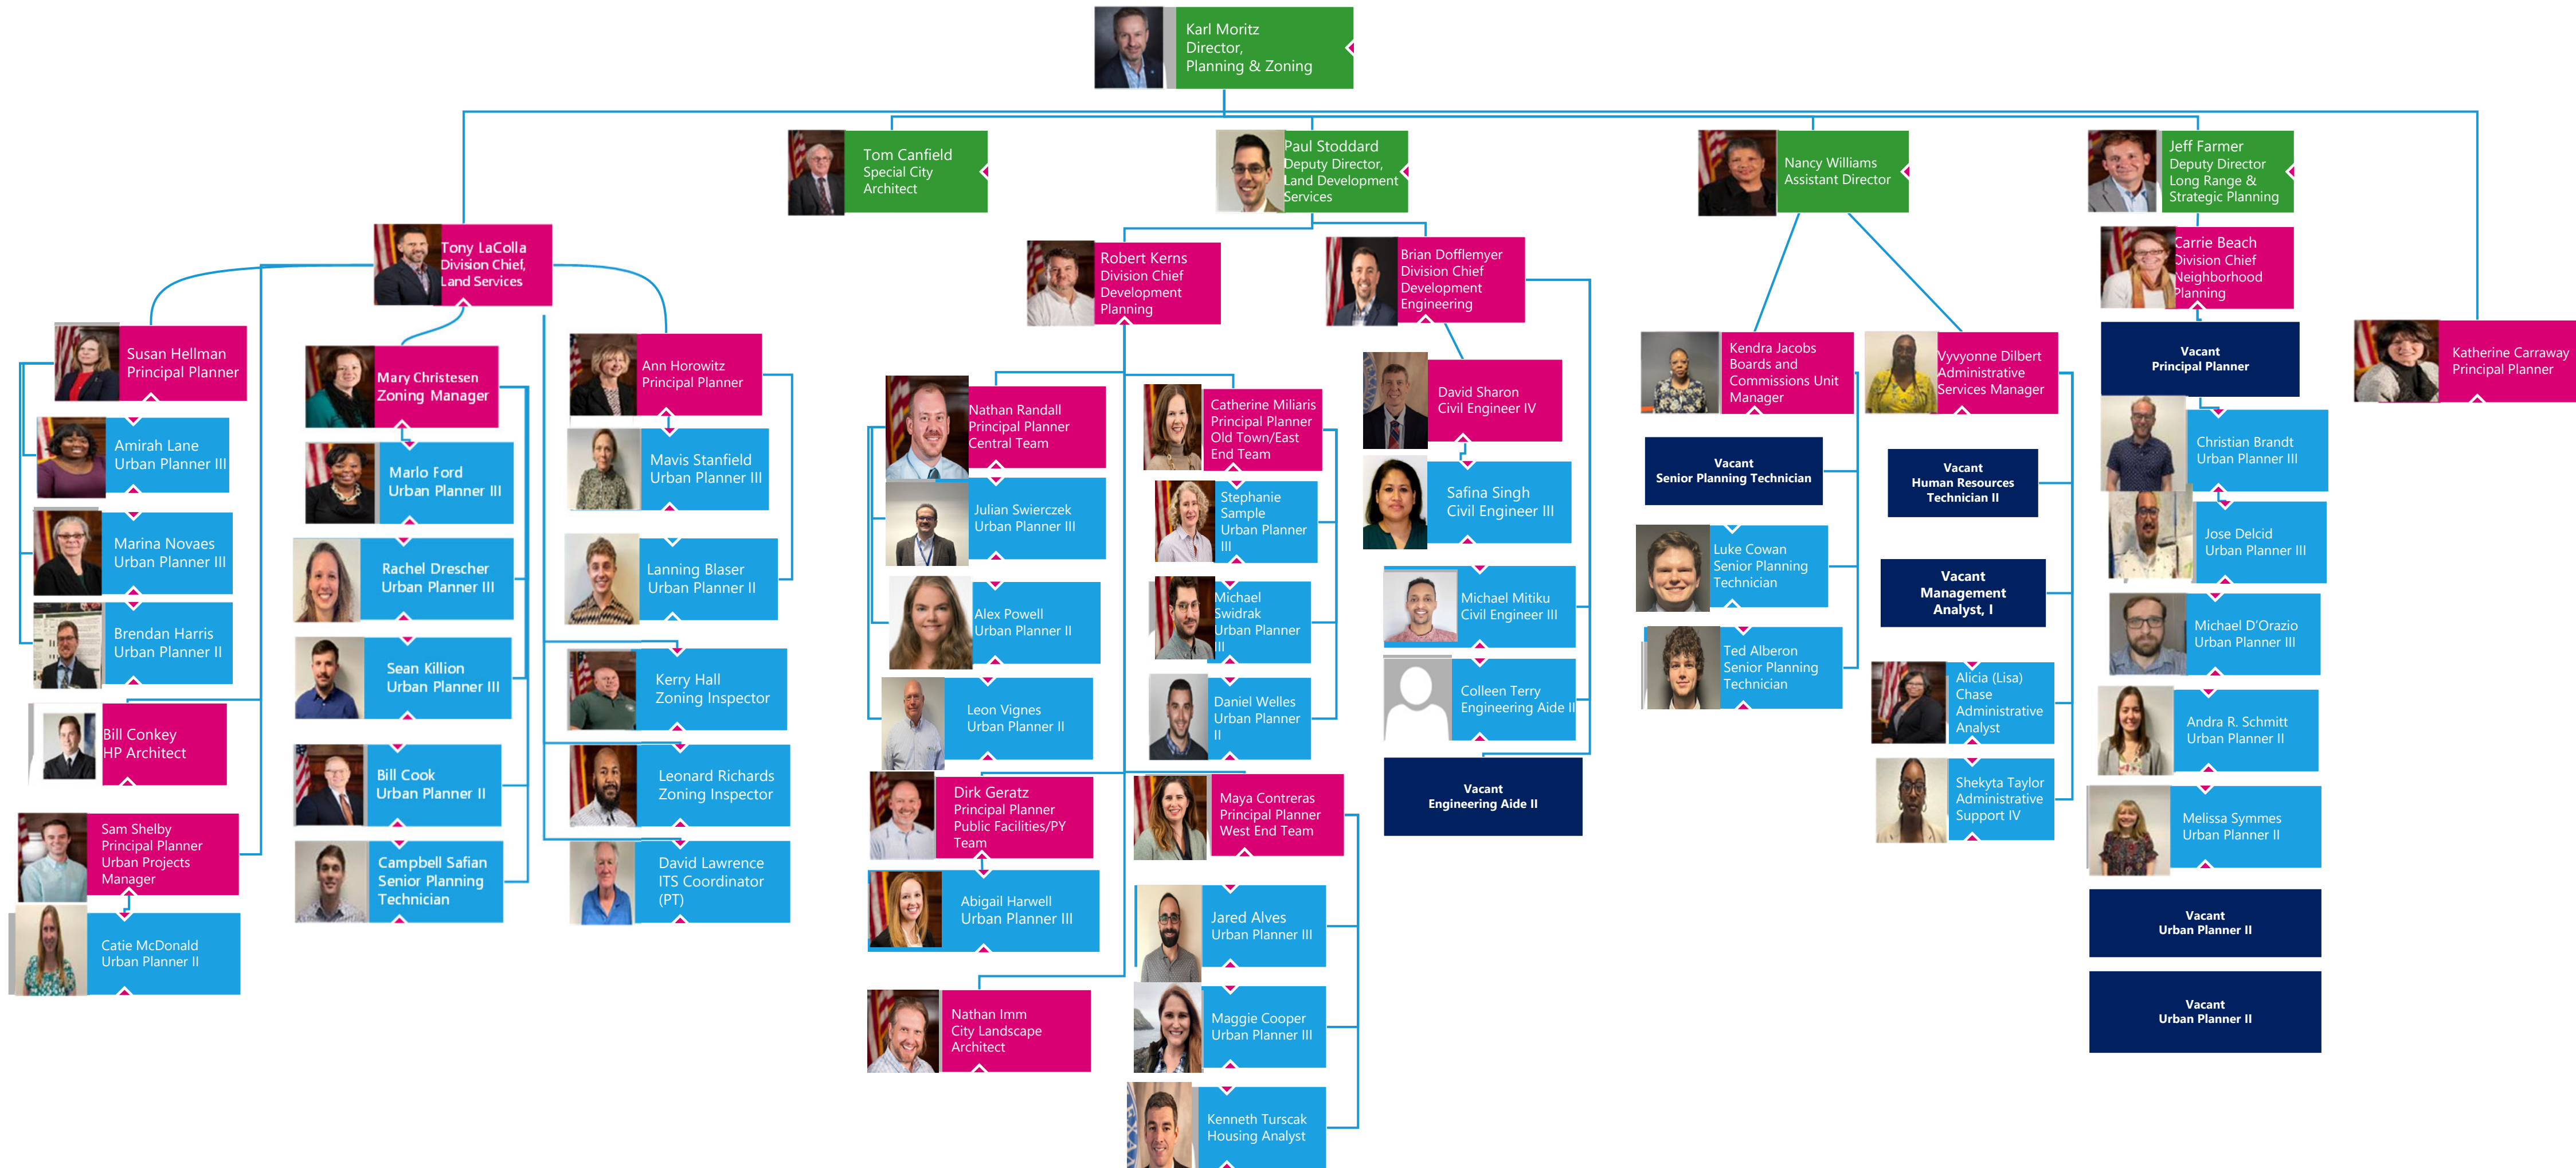 Karl Moritz
Director,
Planning & Zoning
Tom Canfield
Special City
Architect
Paul Stoddard
Deputy Director,
Land Development
Services
Nancy Williams
Assistant Director
Jeff Farmer
Deputy Director
Long Range &
Strategic Planning
Tony LaColla
Division Chief,
Land Services
Robert Kerns
Division Chief
Development
Planning
Brian Dofflemyer
Division Chief
Development
Engineering
Carrie Beach
Division Chief
Neighborhood
Planning
Katherine Carraway
Principal Planner
Susan Hellman
Principal Planner
Amirah Lane
Urban Planner III
Marina Novaes
Urban Planner III
Brendan Harris
Urban Planner II
Bill Conkey
HP Architect
Sam Shelby
Principal Planner
Urban Projects
Manager
Catie McDonald
Urban Planner II
Mary Christesen
Zoning Manager
Marlo Ford
Urban Planner III
Rachel Drescher
Urban Planner III
Sean Killion
Urban Planner III
Bill Cook
Urban Planner II
Campbell Safian
Senior Planning
Technician
Ann Horowitz
Principal Planner
Mavis Stanfield
Urban Planner III
Lanning Blaser
Urban Planner II
Kerry Hall
Zoning Inspector
Leonard Richards
Zoning Inspector
David Lawrence
ITS Coordinator
(PT)
Nathan Randall
Principal Planner
Central Team
Julian Swierczek
Urban Planner III
Alex Powell
Urban Planner II
Leon Vignes
Urban Planner II
Dirk Geratz
Principal Planner
Public Facilities/PY
Team
Abigail Harwell
Urban Planner III
Nathan Imm
City Landscape
Architect
Catherine Miliaris
Principal Planner
Old Town/East
End Team
Stephanie
Sample
Urban Planner
III
Michael
Swidrak
Urban Planner
III
Daniel Welles
Urban Planner
II
Maya Contreras
Principal Planner
West End Team
Jared Alves
Urban Planner III
Maggie Cooper
Urban Planner III
Kenneth Turscak
Housing Analyst
David Sharon
Civil Engineer IV
Safina Singh
Civil Engineer III
Michael Mitiku
Civil Engineer III
Colleen Terry
Engineering Aide II
Vacant
Engineering Aide II
Kendra Jacobs
Boards and
Commissions Unit
Manager
Vacant
Senior Planning Technician
Luke Cowan
Senior Planning
Technician
Ted Alberon
Senior Planning
Technician
Vyvyonne Dilbert
Administrative
Services Manager
Vacant
Human Resources
Technician II
Vacant
Management
Analyst, I
Alicia (Lisa)
Chase
Administrative
Analyst
Shekyta Taylor
Administrative
Support IV
Vacant
Principal Planner
Christian Brandt
Urban Planner III
Jose Delcid
Urban Planner III
Michael D'Orazio
Urban Planner III
Andra R. Schmitt
Urban Planner II
Melissa Symmes
Urban Planner II
Vacant
Urban Planner II
Vacant
Urban Planner II